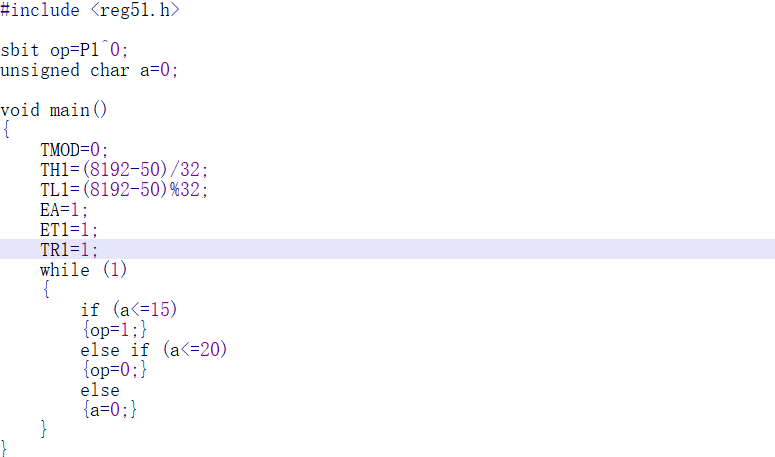 #include <reg51.h>
sbit op=P1^0;
unsigned char a=0;
void main()
{
    TMOD=0;
    TH1=(8192-50)/32;
    TL1=(8192-50)%32;
    EA=1;
    ET1=1;
    TR1=1;
    while (1)
    {
        if (a<=15)
        {op=1;}
        else if (a<=20)
        {op=0;}
        else
        {a=0;}
    }
}